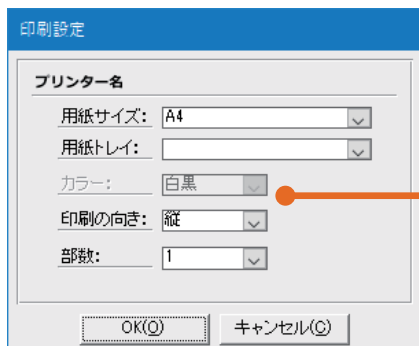 印刷設定
プリンター名
用紙サイズ: A4
用紙トレイ:
カラー: 白黒
印刷の向き: 縦
部数: 1
OK(O) キャンセル(C)